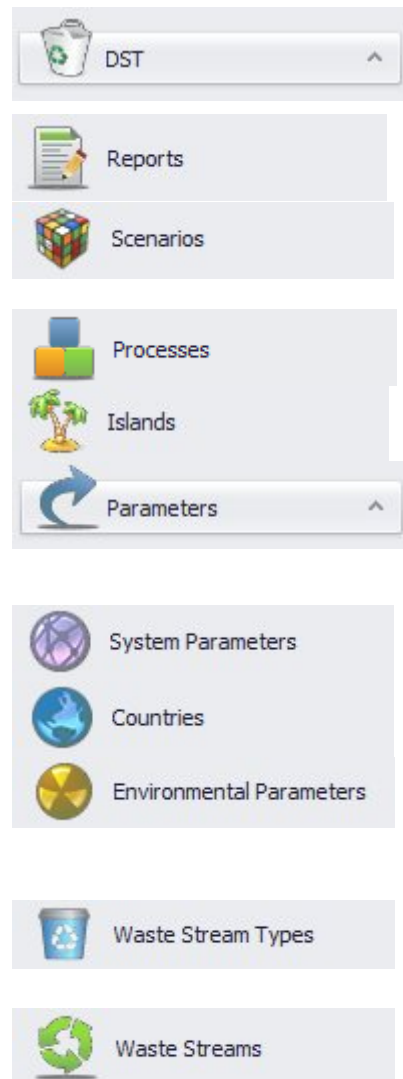 DST
Reports
Scenarios
Processes
Islands
Parameters
System Parameters
Countries
Environmental Parameters
Waste Stream Types
Waste Streams